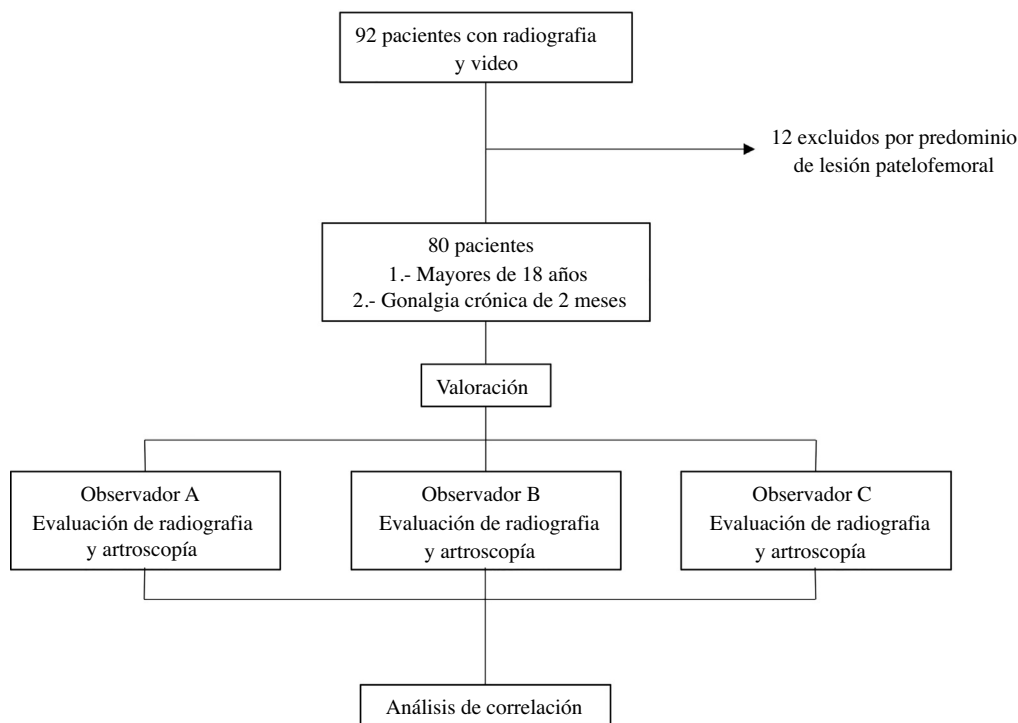 92 pacientes con radiografia
y video
12 excluidos por predominio
de lesión patelofemoral
80 pacientes
1.- Mayores de 18 años
2.- Gonalgia crónica de 2 meses
Valoración
Observador A
Evaluación de radiografia
y artroscopía
Observador B
Evaluación de radiografia
y artroscopía
Observador C
Evaluación de radiografia
y artroscopía
Análisis de correlación